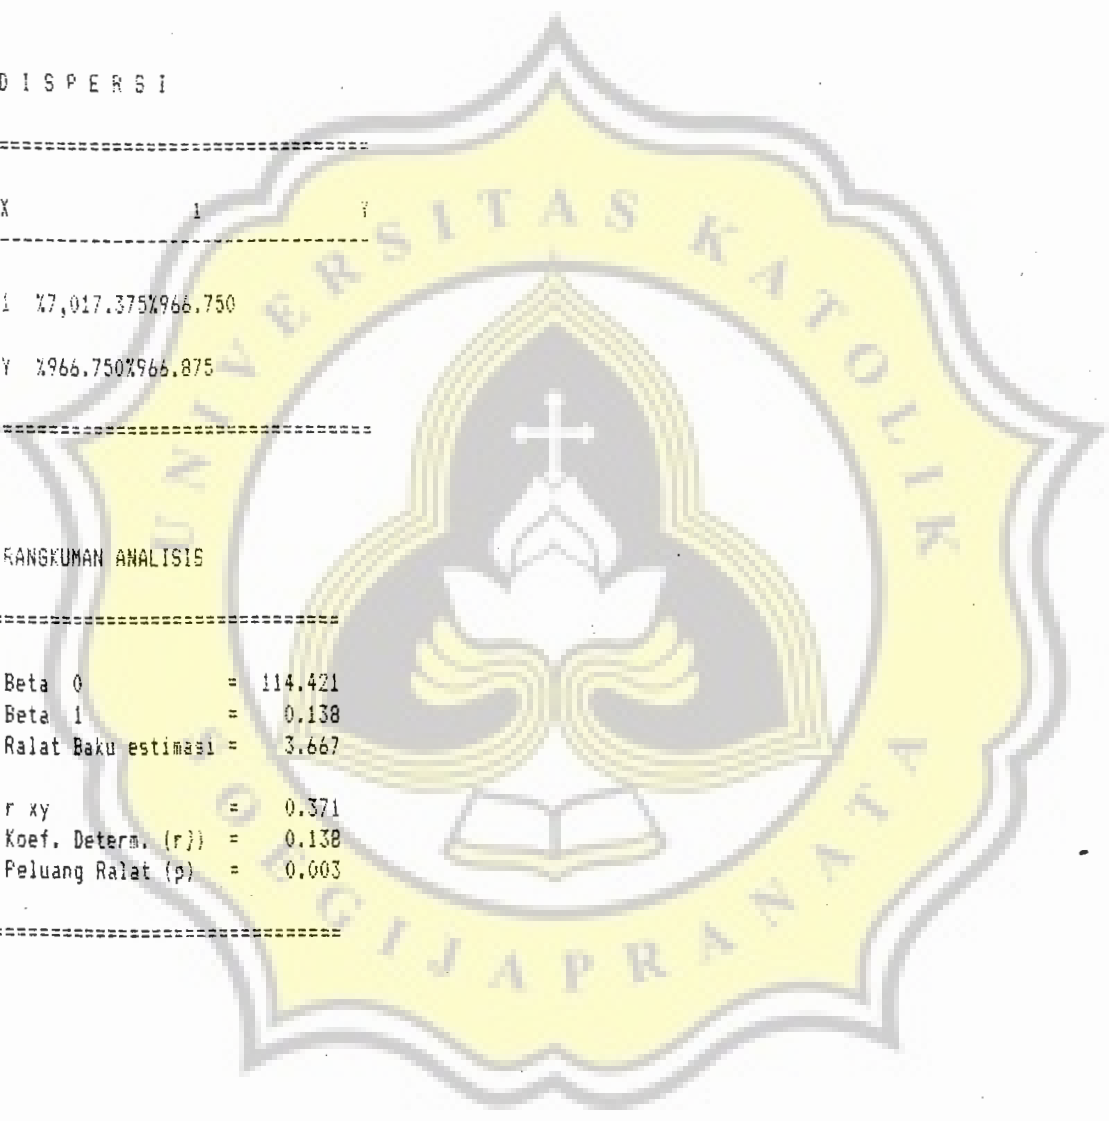 D I S P E R S I
===============================
X 1 Y
-------------------------------
1 %7,017.375%966.750
Y %966.750%966.875
===============================
RANGKUMAN ANALISIS
===============================
Beta 0 = 114.421
Beta 1 = 0.138
Ralat Baku estimasi = 3.667
r xy = 0.371
Koef. Determ. (r}) = 0.138
Peluang Ralat (p) = 0.003
===============================
UNIVERSITAS KATOLIK
SOEGIJAPRANATA